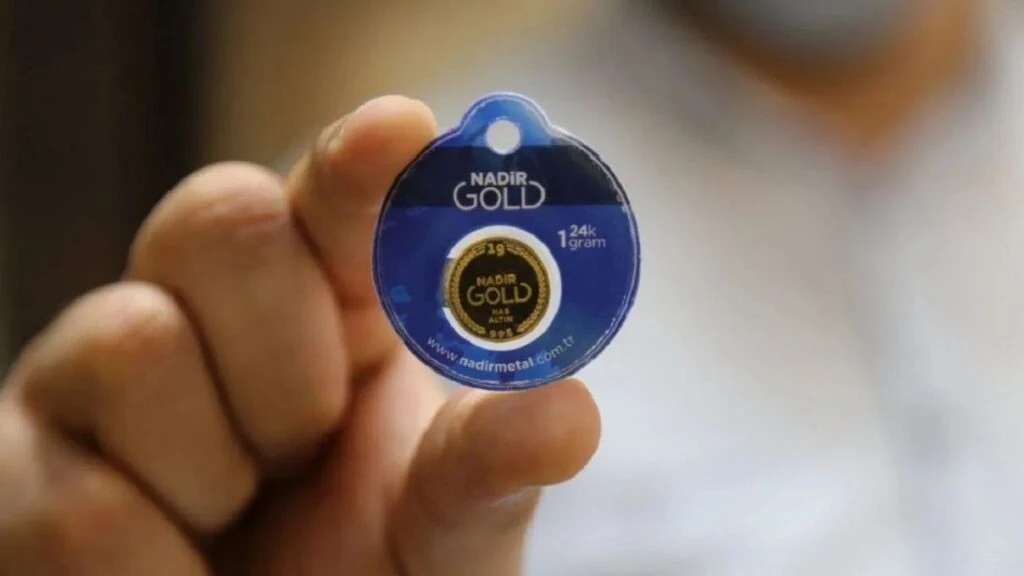 NADİR
GOLD
1 24k
gram
1g
NADİR
GOLD
HAS
ALTIN
995
www.nadirmetal.com.tr